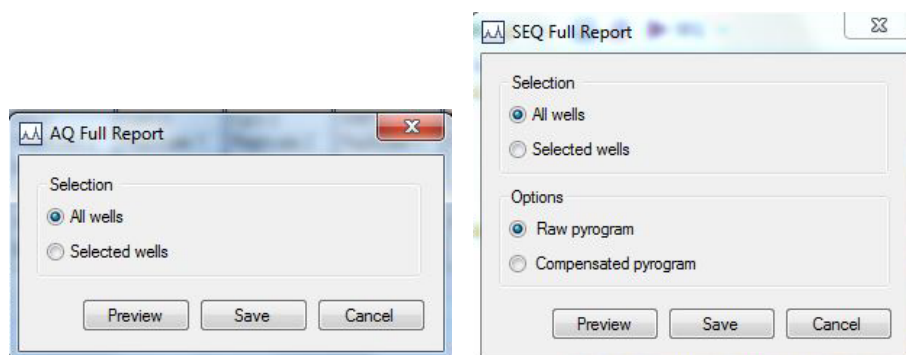 AQ Full Report
Selection
All wells
Selected wells
Preview Save Cancel
SEQ Full Report
Selection
All wells
Selected wells
Options
Raw pyrogram
Compensated pyrogram
Preview Save Cancel